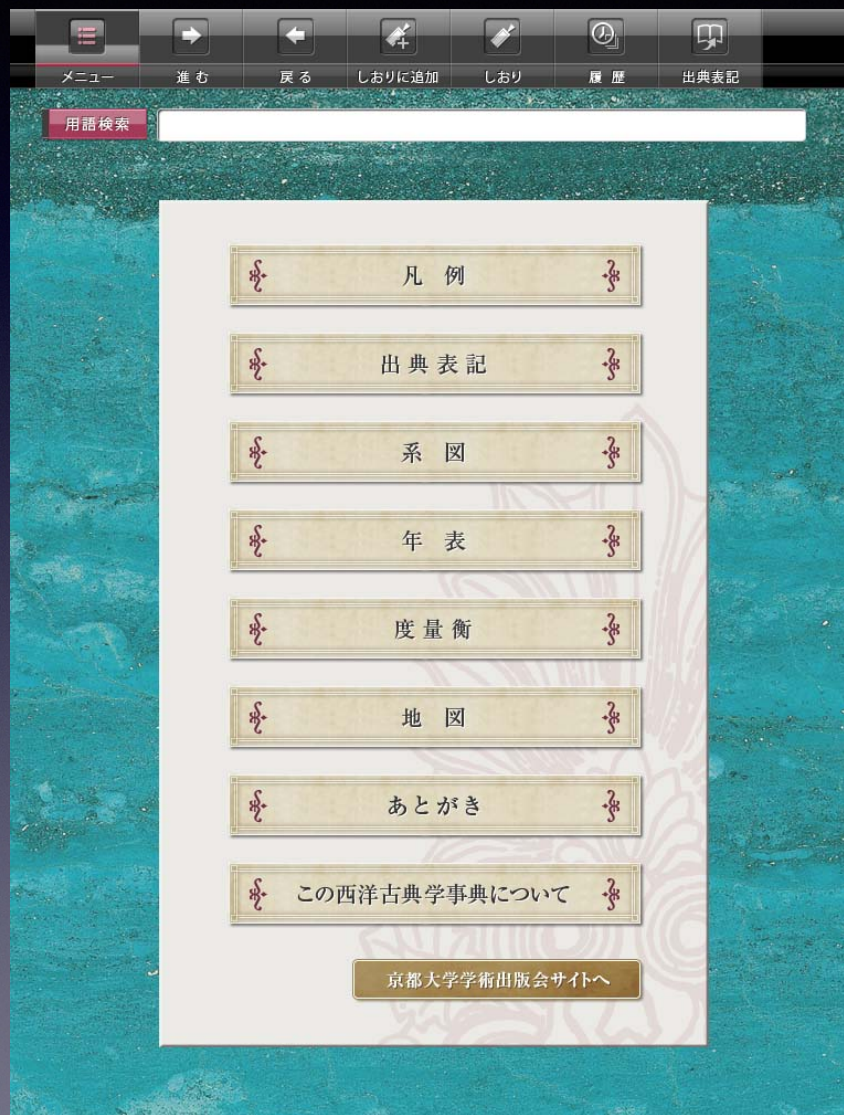 メニュー
進む
戻る
しおりに追加
しおり
履歴
出典表記
用語検索
凡例
出典表記
系図
年表
度量衡
地図
あとがき
この西洋古典学事典について
京都大学学術出版会サイトへ